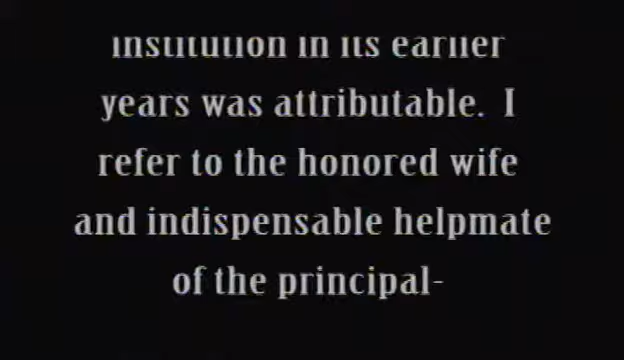 institution in its earlier
years was attributable. I
refer to the honored wife
and indispensable helpmate
of the principal-